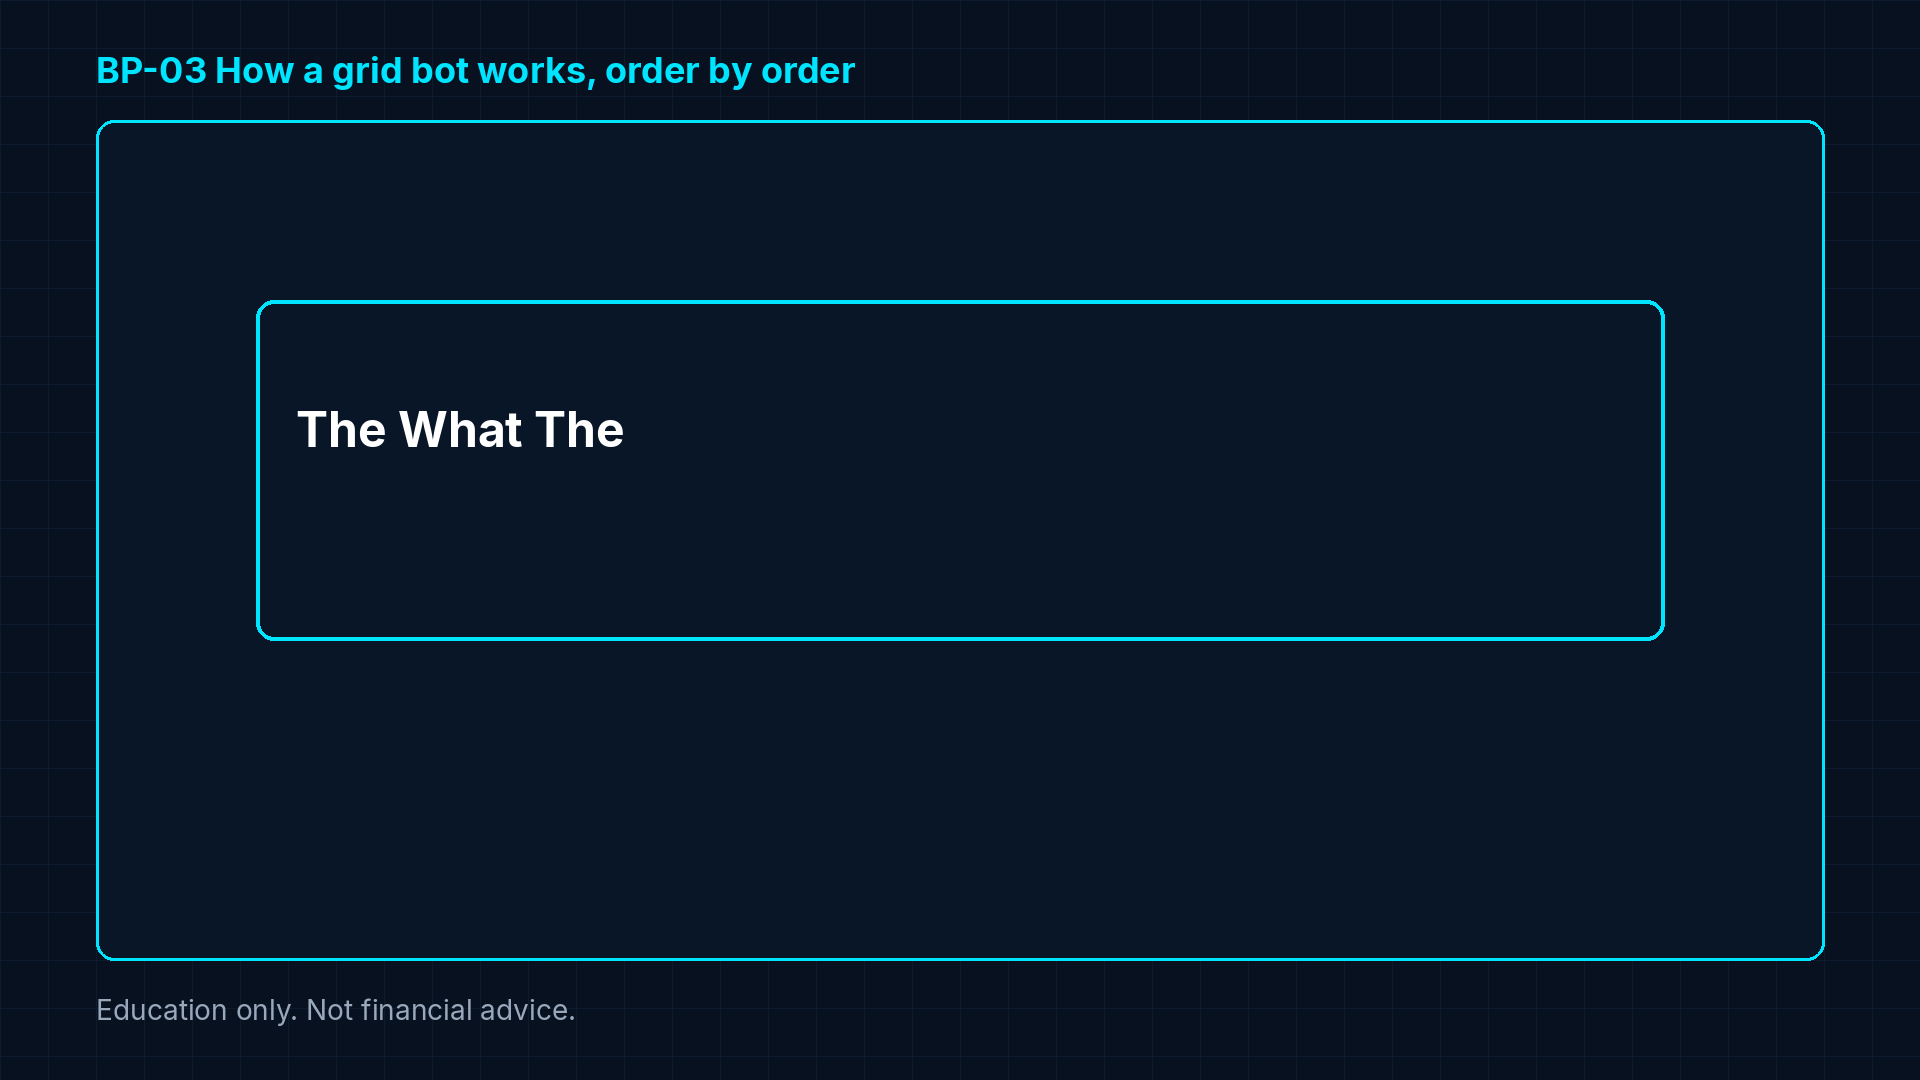 BP-03 How a grid bot works, order by order
The What The
Education only. Not financial advice.